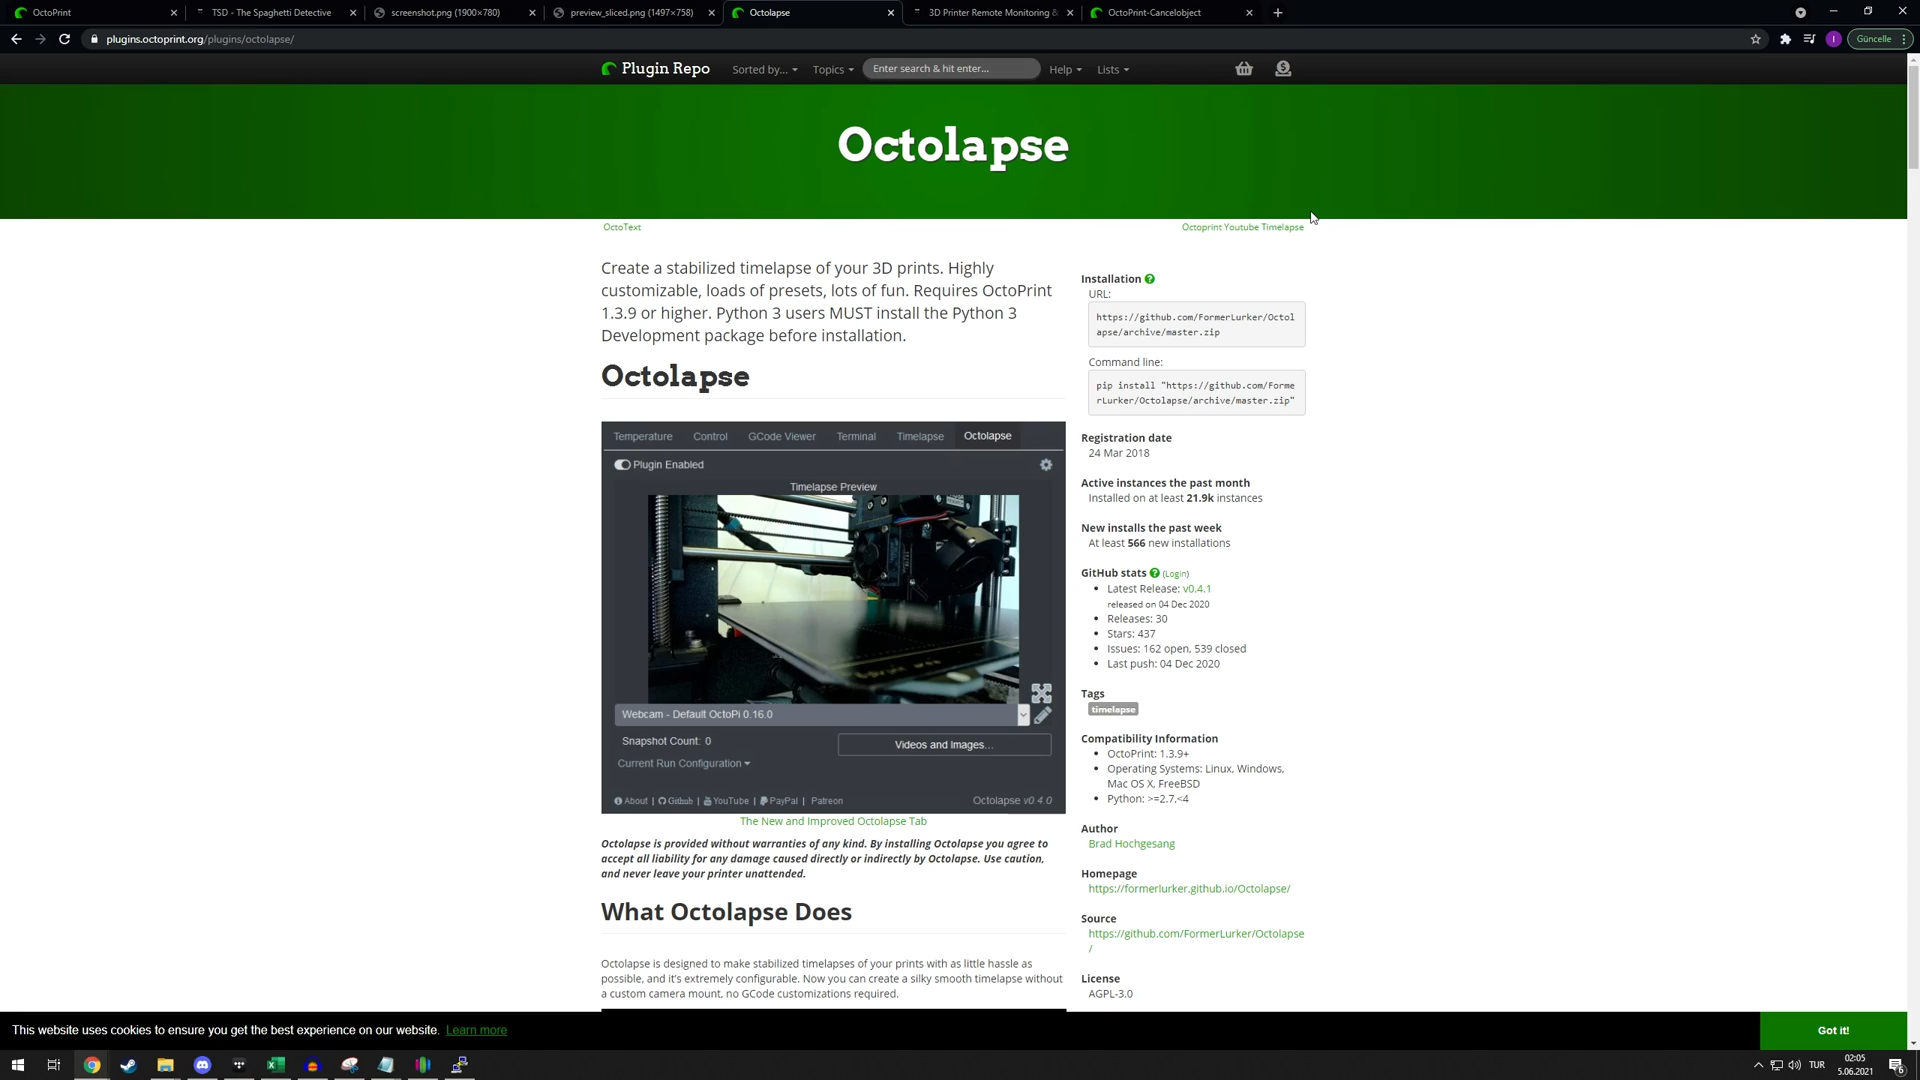 OctoPrint
TSD - The Spaghetti Detective
screenshot.png (1900×780)
preview_sliced.png (1497×758)
Octolapse
3D Printer Remote Monitoring &
OctoPrint-Cancelobject
plugins.octoprint.org/plugins/octolapse/
I
Güncelle
Plugin Repo
Sorted by...
Topics
Enter search & hit enter...
Help
Lists
Octolapse
OctoText
Octoprint Youtube Timelapse
Create a stabilized timelapse of your 3D prints. Highly
customizable, loads of presets, lots of fun. Requires OctoPrint
1.3.9 or higher. Python 3 users MUST install the Python 3
Development package before installation.
Octolapse
Temperature
Control
GCode Viewer
Terminal
Timelapse
Octolapse
Plugin Enabled
Timelapse Preview
Webcam - Default OctoPi 0.16.0
Snapshot Count: 0
Videos and Images...
Current Run Configuration
About | Github | YouTube | PayPal | Patreon
Octolapse v0.4.0
The New and Improved Octolapse Tab
Octolapse is provided without warranties of any kind. By installing Octolapse you agree to
accept all liability for any damage caused directly or indirectly by Octolapse. Use caution,
and never leave your printer unattended.
What Octolapse Does
Octolapse is designed to make stabilized timelapses of your prints with as little hassle as
possible, and it's extremely configurable. Now you can create a silky smooth timelapse without
a custom camera mount, no GCode customizations required.
Installation
URL:
https://github.com/FormerLurker/Octol
apse/archive/master.zip
Command line:
pip install "https://github.com/Forme
rLurker/Octolapse/archive/master.zip"
Registration date
24 Mar 2018
Active instances the past month
Installed on at least 21.9k instances
New installs the past week
At least 566 new installations
GitHub stats (Login)
Latest Release: v0.4.1
released on 04 Dec 2020
Releases: 30
Stars: 437
Issues: 162 open, 539 closed
Last push: 04 Dec 2020
Tags
timelapse
Compatibility Information
OctoPrint: 1.3.9+
Operating Systems: Linux, Windows,
Mac OS X, FreeBSD
Python: >=2.7,<4
Author
Brad Hochgesang
Homepage
https://formerlurker.github.io/Octolapse/
Source
https://github.com/FormerLurker/Octolapse
/
License
AGPL-3.0
This website uses cookies to ensure you get the best experience on our website. Learn more
Got it!
TUR
02:05
5.06.2021
6